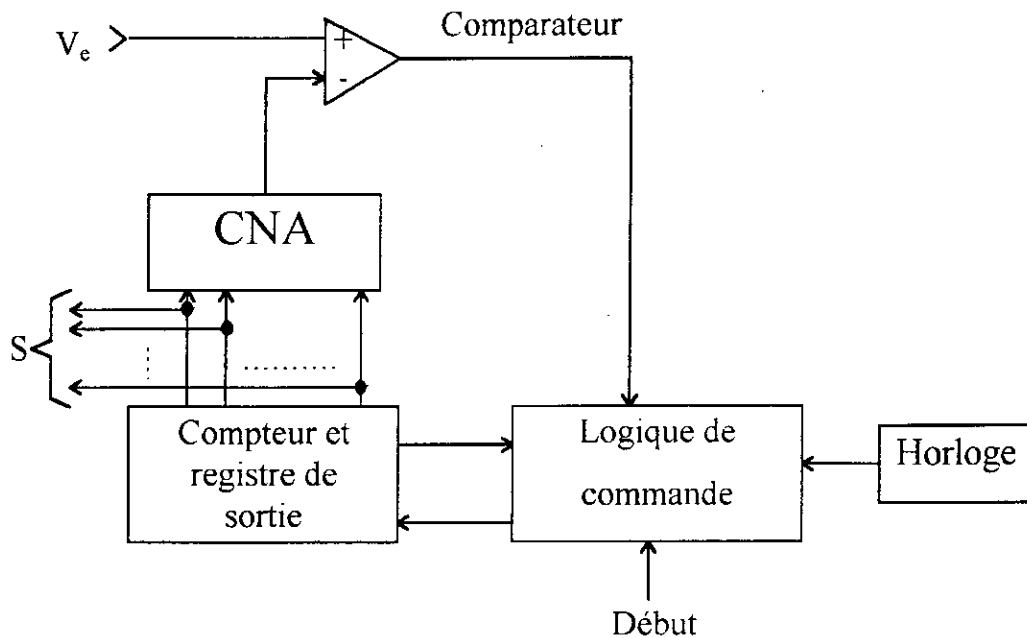 Comparateur
Ve
+
-
CNA
S
Compteur et
registre de
sortie
Logique de
commande
Horloge
Début